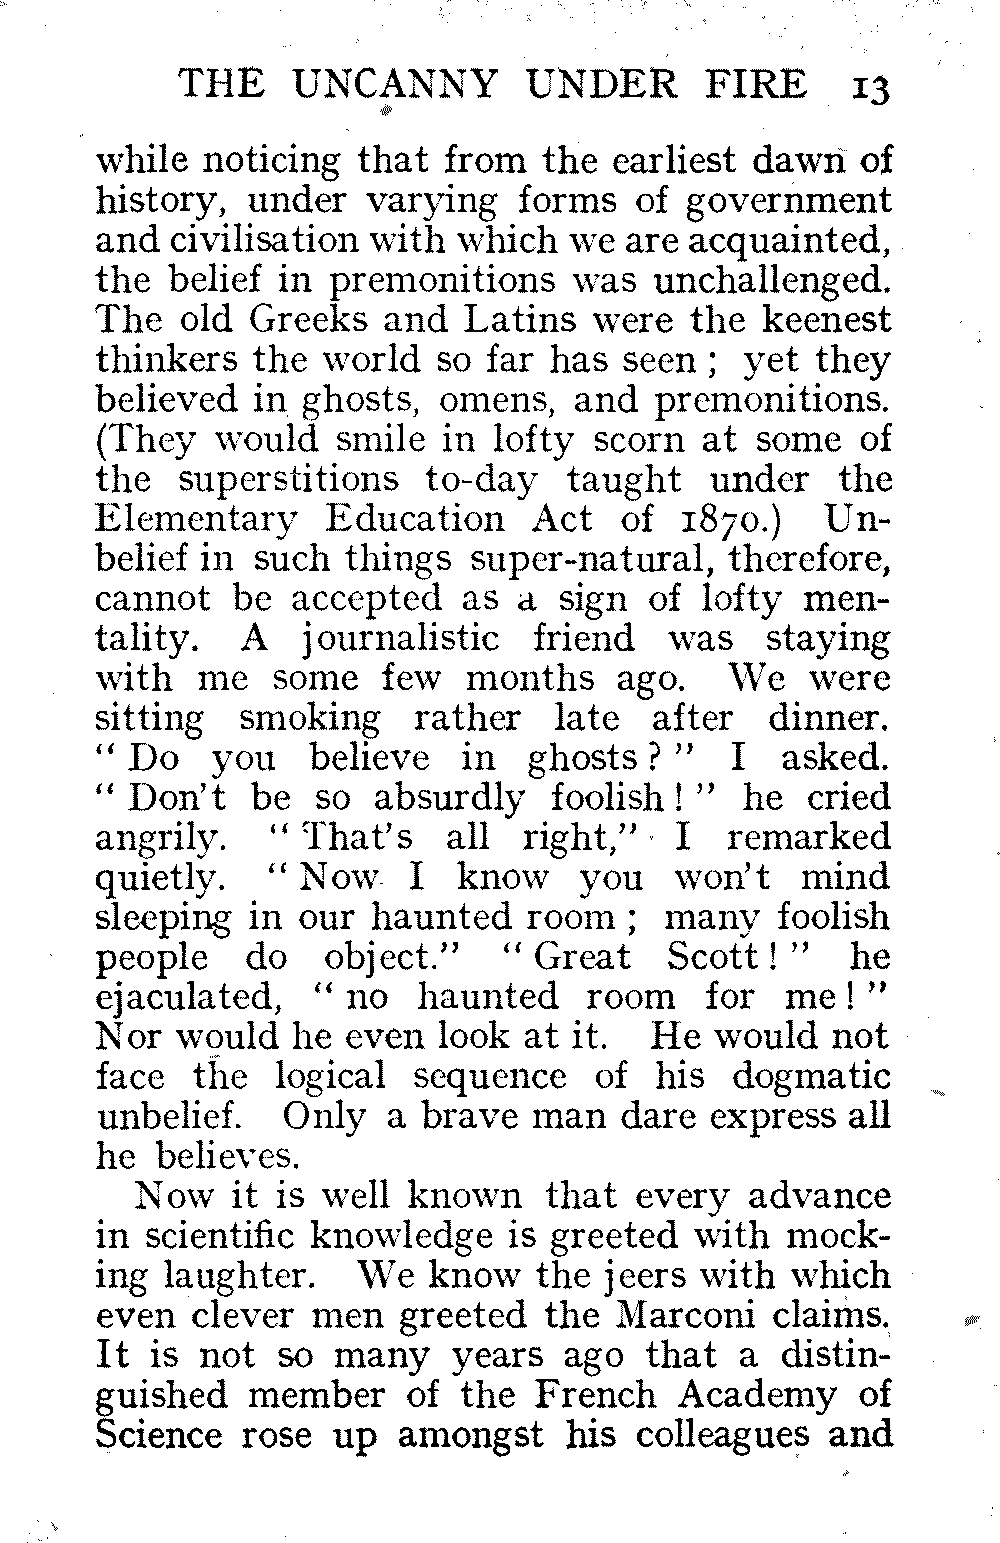 THE UNCANNY UNDER FIRE 13
while noticing that from the earliest dawn of
history, under varying forms of government
and civilisation with which we are acquainted,
the belief in premonitions was unchallenged.
The old Greeks and Latins were the keenest
thinkers the world so far has seen ; yet they
believed in ghosts, omens, and premonitions.
(They would smile in lofty scorn at some of
the superstitions to-day taught under the
Elementary Education Act of 1870.) Un-
belief in such things super-natural, therefore,
cannot be accepted as a sign of lofty men-
tality. A journalistic friend was staying
with me some few months ago. We were
sitting smoking rather late after dinner.
“ Do you believe in ghosts ? ” I asked.
“ Don't be so absurdly foolish ! ” he cried
angrily. “ That's all right,” I remarked
quietly. “ Now I know you won't mind
sleeping in our haunted room ; many foolish
people do object.” “ Great Scott ! ” he
ejaculated, “ no haunted room for me ! ”
Nor would he even look at it. He would not
face the logical sequence of his dogmatic
unbelief. Only a brave man dare express all
he believes.
Now it is well known that every advance
in scientific knowledge is greeted with mock-
ing laughter. We know the jeers with which
even clever men greeted the Marconi claims.
It is not so many years ago that a distin-
guished member of the French Academy of
Science rose up amongst his colleagues and